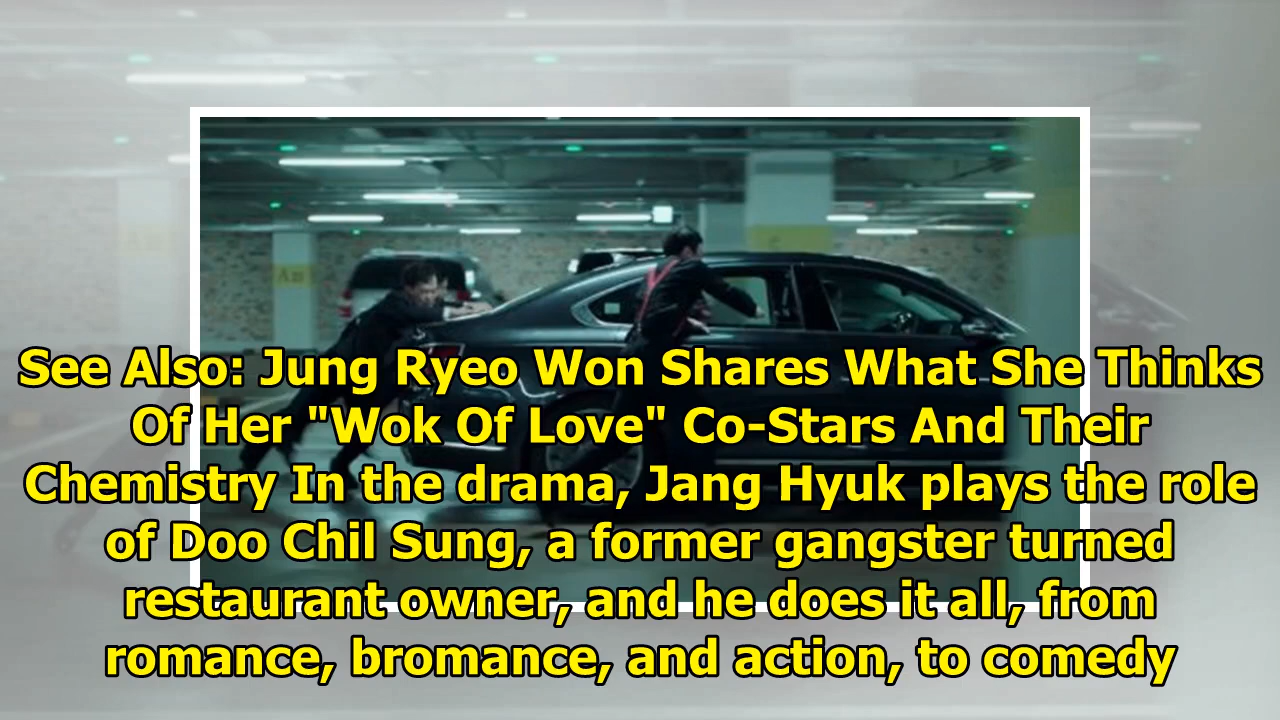 See Also: Jung Ryeo Won Shares What She Thinks
Of Her "Wok Of Love" Co-Stars And Their
Chemistry In the drama, Jang Hyuk plays the role
of Doo Chil Sung, a former gangster turned
restaurant owner, and he does it all, from
romance, bromance, and action, to comedy